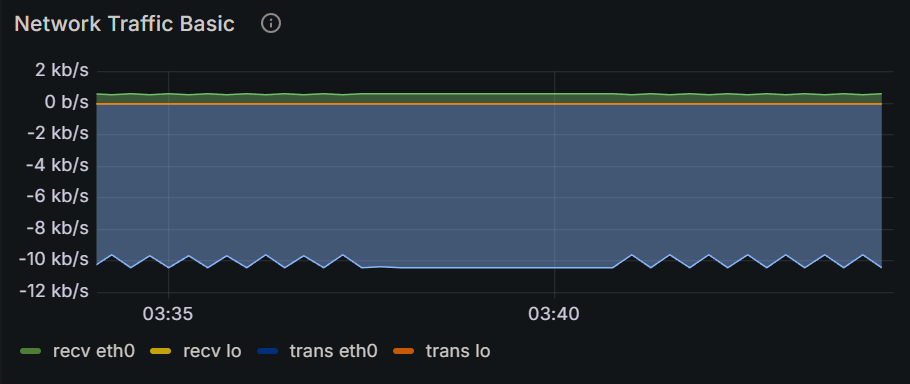 Network Traffic Basic
2 kb/s
0 b/s
-2 kb/s
-4 kb/s
-6 kb/s
-8 kb/s
-10 kb/s
-12 kb/s
03:35 03:40
recv eth0 recv lo trans eth0 trans lo